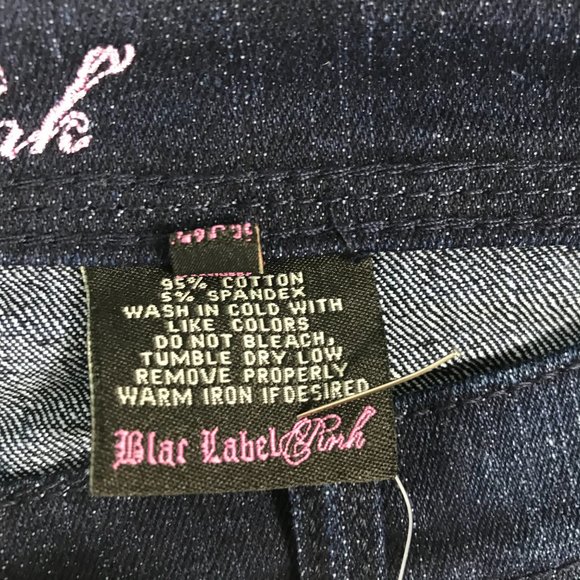 95% COTTON
5% SPANDEX
WASH IN COLD WITH
LIKE COLORS
DO NOT BLEACH,
TUMBLE DRY LOW
REMOVE PROPERLY
WARM IRON IF DESIRED
Blac Label Pink